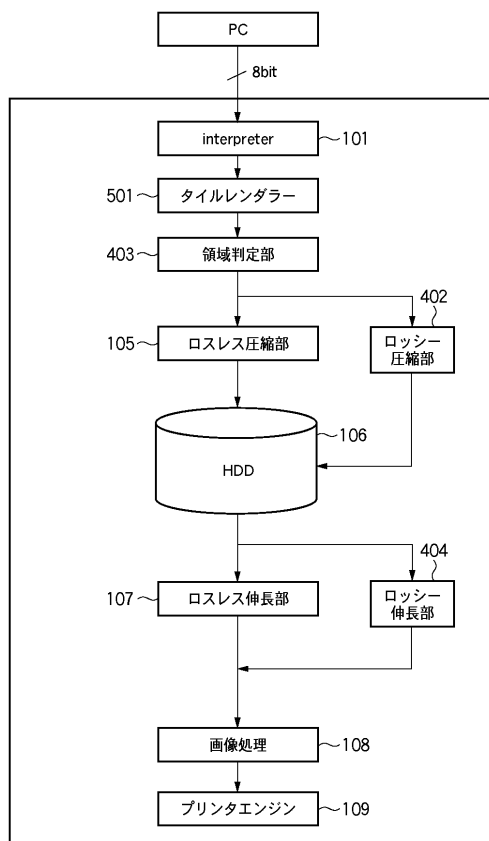 PC
8bit
interpreter
101
501
タイルレンダラー
403
領域判定部
402
105
ロスレス圧縮部
ロッシー
圧縮部
106
HDD
404
107
ロスレス伸長部
ロッシー
伸長部
画像処理
108
プリンタエンジン
109